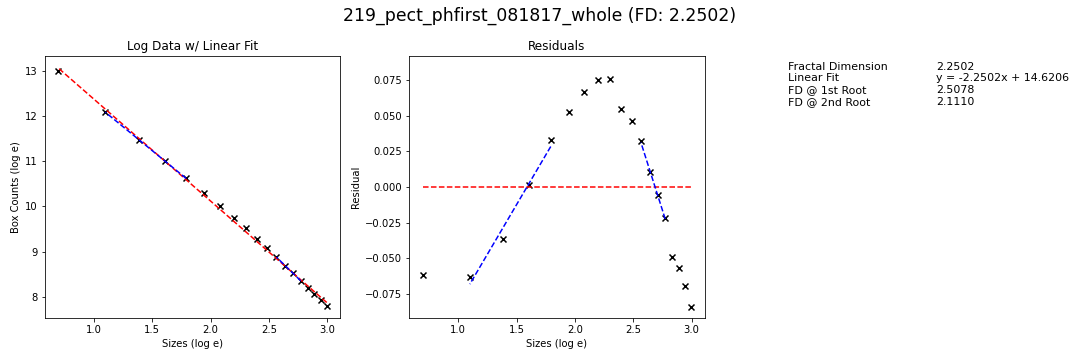 219_pect_phfirst_081817_whole (FD: 2.2502)
Log Data w/ Linear Fit
Box Counts (log e)
13
12
11
10
9
8
1.0 1.5 2.0 2.5 3.0
Sizes (log e)
Residuals
Residual
0.075
0.050
0.025
0.000
−0.025
−0.050
−0.075
1.0 1.5 2.0 2.5 3.0
Sizes (log e)
Fractal Dimension 2.2502
Linear Fit y = -2.2502x + 14.6206
FD @ 1st Root 2.5078
FD @ 2nd Root 2.1110